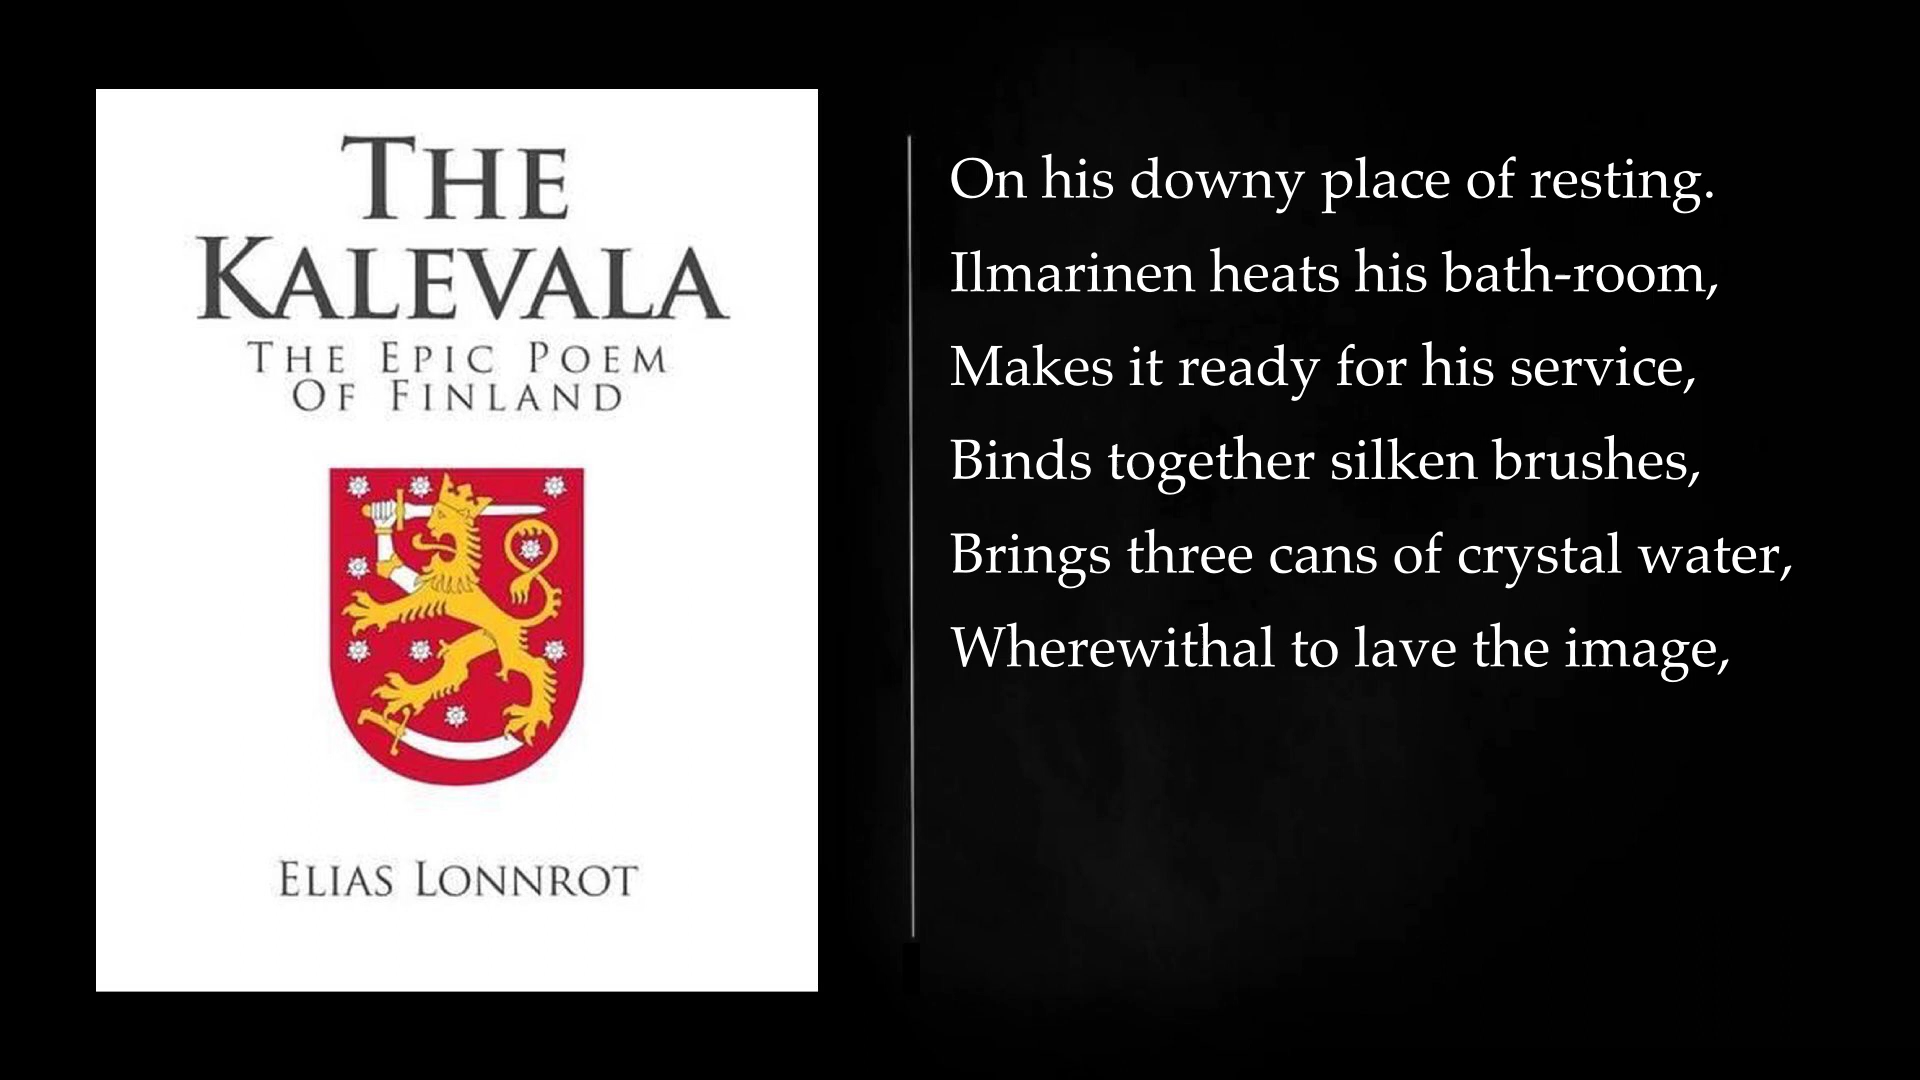 THE
KALEVALA
THE EPIC POEM
OF FINLAND
ELIAS LONNROT
On his downy place of resting.
Ilmarinen heats his bath-room,
Makes it ready for his service,
Binds together silken brushes,
Brings three cans of crystal water,
Wherewithal to lave the image,